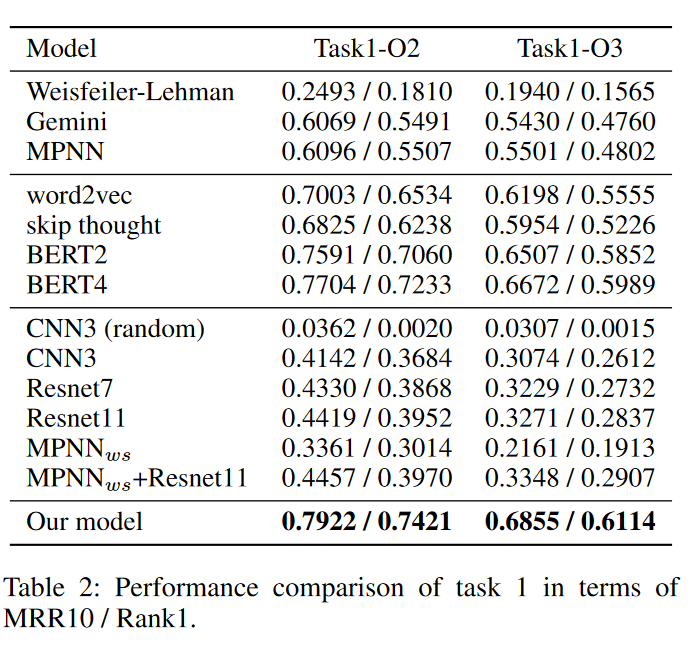 Model Task1-O2 Task1-O3
Weisfeiler-Lehman 0.2493 / 0.1810 0.1940 / 0.1565
Gemini 0.6069 / 0.5491 0.5430 / 0.4760
MPNN 0.6096 / 0.5507 0.5501 / 0.4802
word2vec 0.7003 / 0.6534 0.6198 / 0.5555
skip thought 0.6825 / 0.6238 0.5954 / 0.5226
BERT2 0.7591 / 0.7060 0.6507 / 0.5852
BERT4 0.7704 / 0.7233 0.6672 / 0.5989
CNN3 (random) 0.0362 / 0.0020 0.0307 / 0.0015
CNN3 0.4142 / 0.3684 0.3074 / 0.2612
Resnet7 0.4330 / 0.3868 0.3229 / 0.2732
Resnet11 0.4419 / 0.3952 0.3271 / 0.2837
MPNNws 0.3361 / 0.3014 0.2161 / 0.1913
MPNNws+Resnet11 0.4457 / 0.3970 0.3348 / 0.2907
Our model 0.7922 / 0.7421 0.6855 / 0.6114
Table 2: Performance comparison of task 1 in terms of
MRR10 / Rank1.